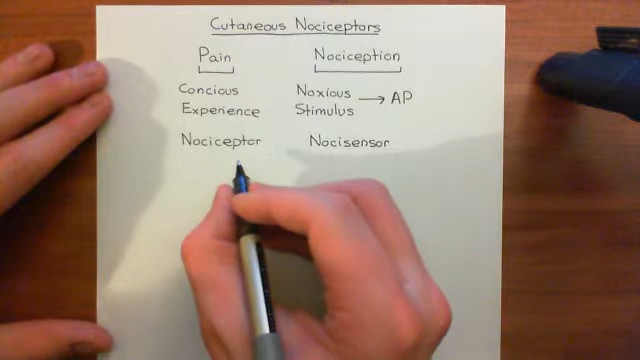 Cutaneous Nociceptors
Pain Nociception
Concious Noxious → AP
Experience Stimulus
Nociceptor Nocisensor